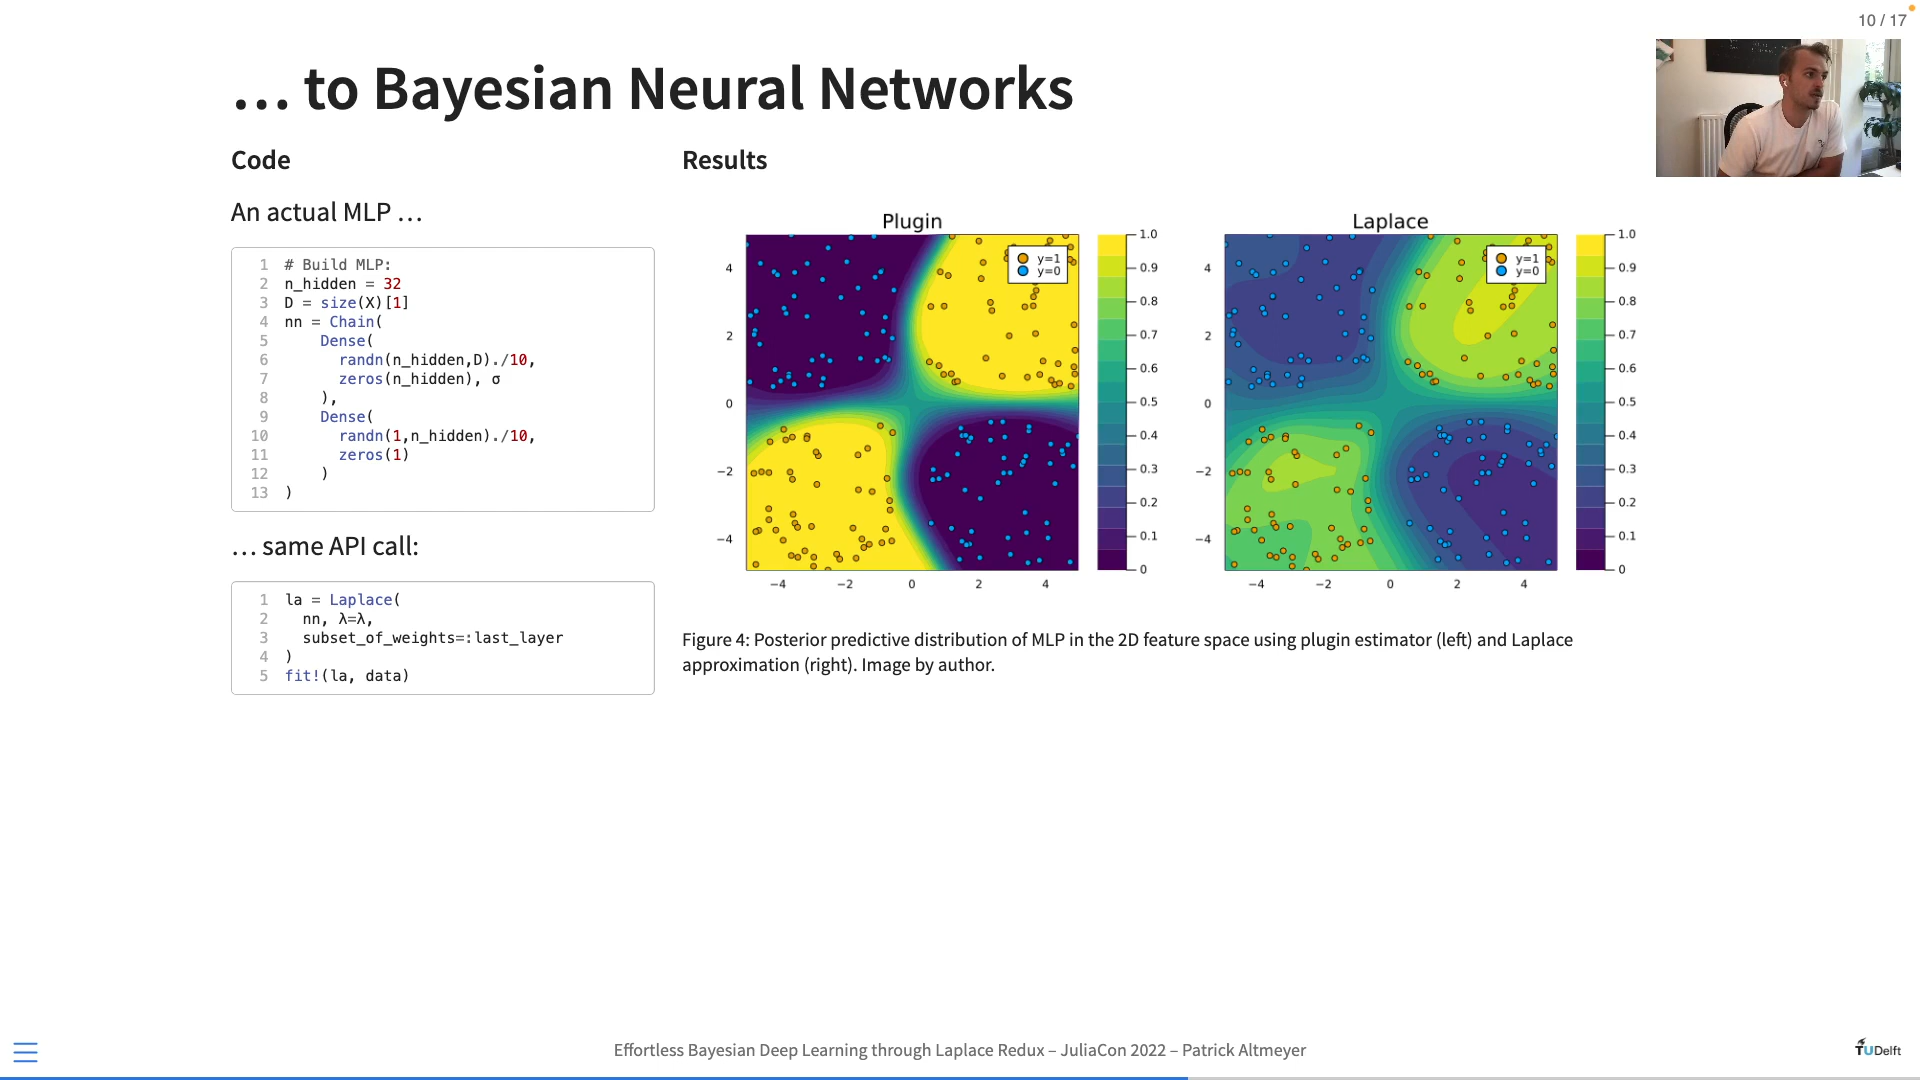 10 / 17
… to Bayesian Neural Networks
Code
An actual MLP …
1 # Build MLP:
2 n_hidden = 32
3 D = size(X)[1]
4 nn = Chain(
5 Dense(
6 randn(n_hidden,D)./10,
7 zeros(n_hidden), σ
8 ),
9 Dense(
10 randn(1,n_hidden)./10,
11 zeros(1)
12 )
13 )
… same API call:
1 la = Laplace(
2 nn, λ=λ,
3 subset_of_weights=:last_layer
4 )
5 fit!(la, data)
Results
Plugin
y=1
y=0
4
2
0
−2
−4
−4 −2 0 2 4
1.0
0.9
0.8
0.7
0.6
0.5
0.4
0.3
0.2
0.1
0
Laplace
y=1
y=0
4
2
0
−2
−4
−4 −2 0 2 4
1.0
0.9
0.8
0.7
0.6
0.5
0.4
0.3
0.2
0.1
0
Figure 4: Posterior predictive distribution of MLP in the 2D feature space using plugin estimator (left) and Laplace
approximation (right). Image by author.
Effortless Bayesian Deep Learning through Laplace Redux – JuliaCon 2022 – Patrick Altmeyer
TUDelft